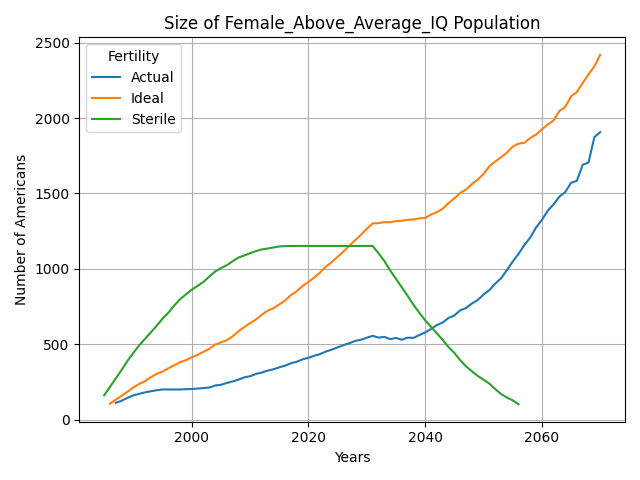 Size of Female_Above_Average_IQ Population
Fertility
Actual
Ideal
Sterile
Number of Americans
2500
2000
1500
1000
500
0
2000
2020
2040
2060
Years